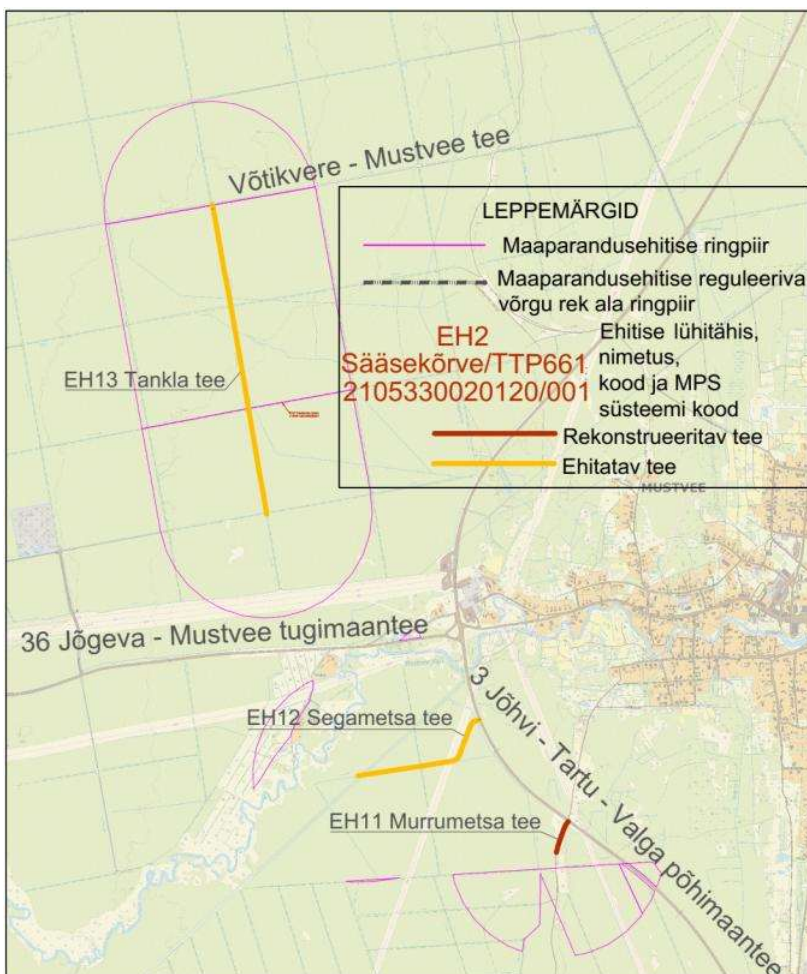 Võtikvere - Mustvee tee
LEPPEMÄRGID
Maaparandusehitise ringpiir
Maaparandusehitise reguleeriva
võrgu rek ala ringpiir
EH2
Sääsekõrve/TTP661
2105330020120/001
Ehitise lühitähis,
nimetus,
kood ja MPS
süsteemi kood
Rekonstrueeritav tee
Ehitatav tee
EH13 Tankla tee
MUSTVEE
36 Jõgeva - Mustvee tugimaantee
3 Jõhvi - Tartu - Valga põhimaantee
EH12 Segametsa tee
EH11 Murrumetsa tee